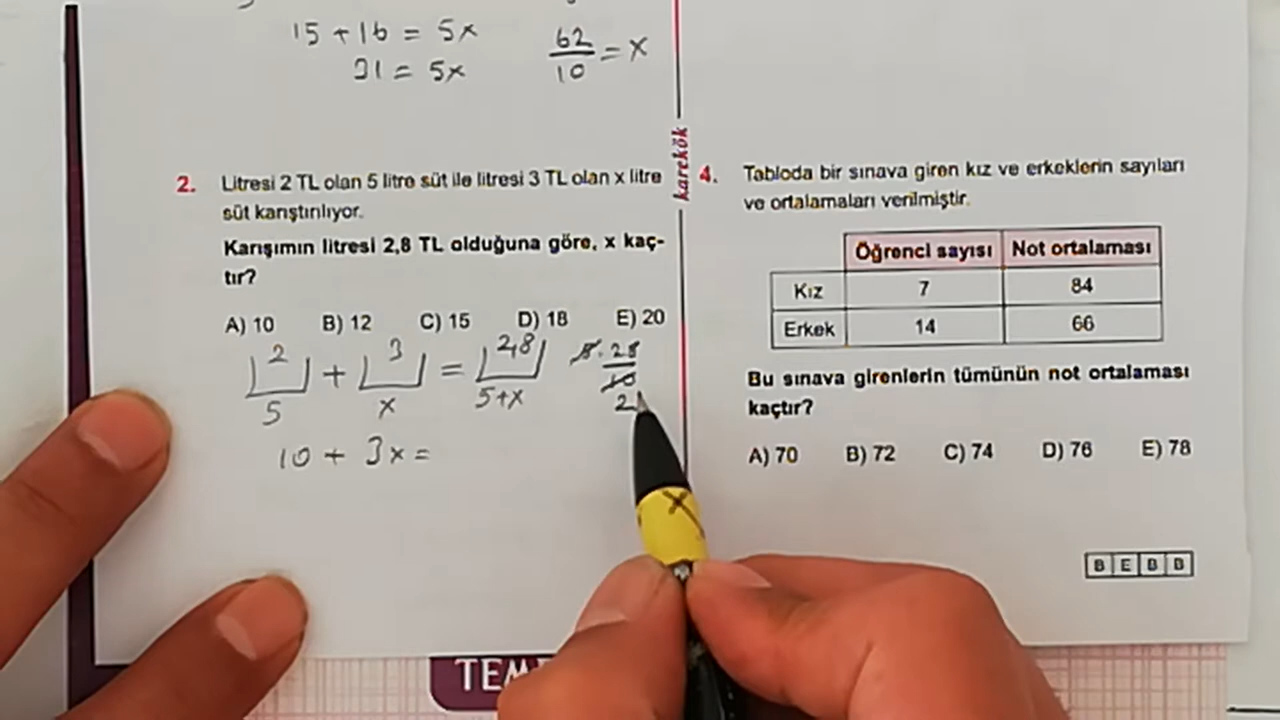 15 + 16 = 5x
31 = 5x
62
10
= x
karekök
2. Litresi 2 TL olan 5 litre süt ile litresi 3 TL olan x litre
süt karıştırılıyor.
Karışımın litresi 2,8 TL olduğuna göre, x kaç-
tır?
A) 10 B) 12 C) 15 D) 18 E) 20
2 + 3 = 2,8
5 x 5+x
5 . 28
10
2
10 + 3x =
4. Tabloda bir sınava giren kız ve erkeklerin sayıları
ve ortalamaları verilmiştir.
Öğrenci sayısı Not ortalaması
Kız 7 84
Erkek 14 66
Bu sınava girenlerin tümünün not ortalaması
kaçtır?
A) 70 B) 72 C) 74 D) 76 E) 78
B E B D